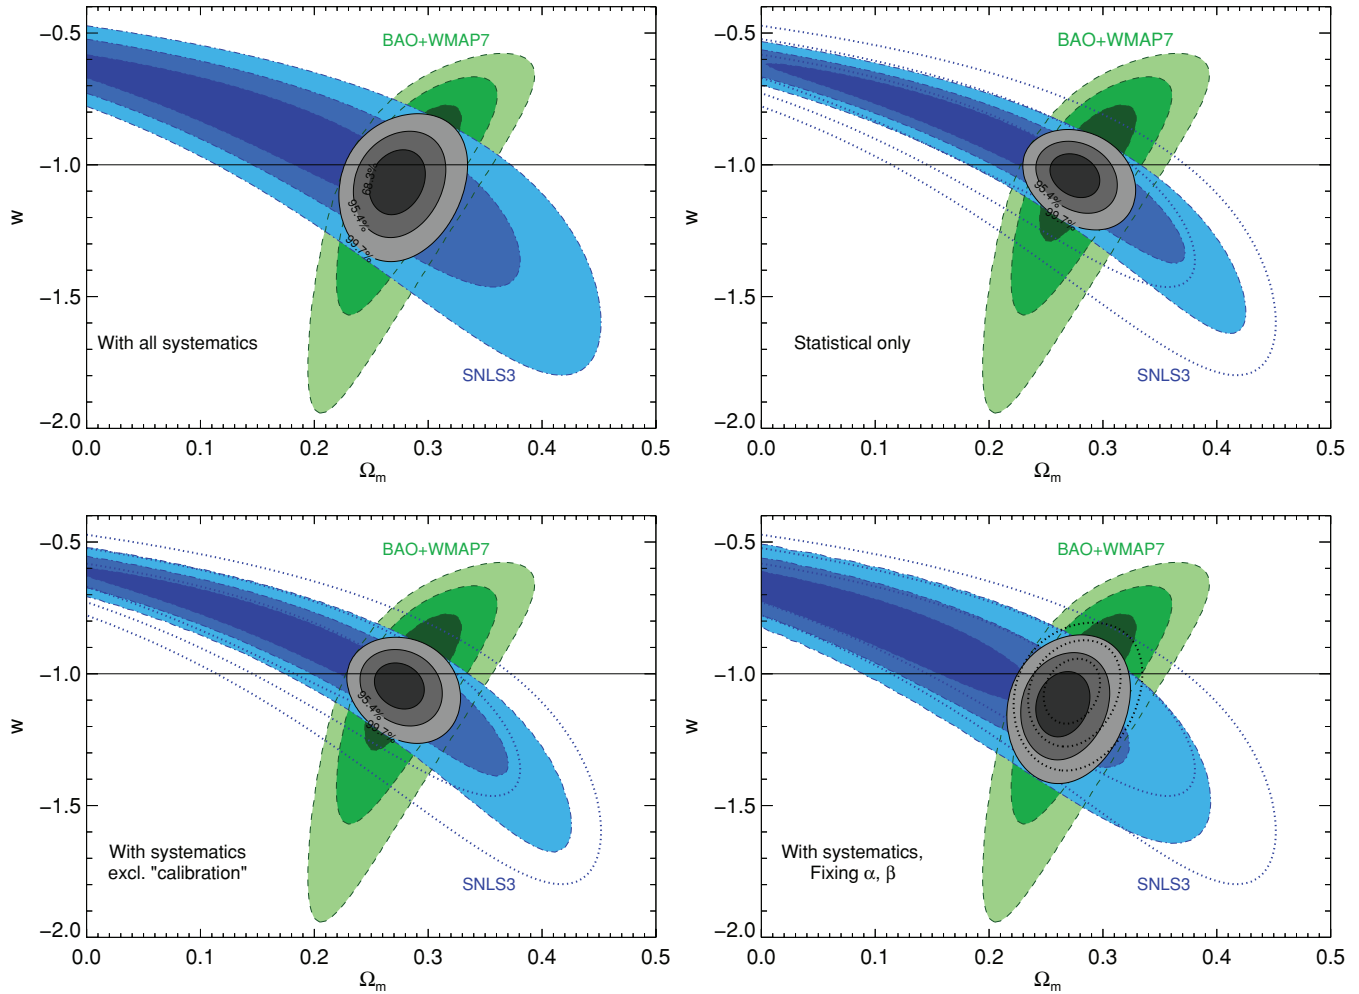 −0.5
−1.0
−1.5
−2.0
w
BAO+WMAP7
68.3%
95.4%
99.7%
With all systematics
SNLS3
0.0 0.1 0.2 0.3 0.4 0.5
Ωm
−0.5
−1.0
−1.5
−2.0
w
BAO+WMAP7
95.4%
99.7%
Statistical only
SNLS3
0.0 0.1 0.2 0.3 0.4 0.5
Ωm
−0.5
−1.0
−1.5
−2.0
w
BAO+WMAP7
95.4%
99.7%
With systematics
excl. "calibration"
SNLS3
0.0 0.1 0.2 0.3 0.4 0.5
Ωm
−0.5
−1.0
−1.5
−2.0
w
BAO+WMAP7
With systematics,
Fixing α, β
SNLS3
0.0 0.1 0.2 0.3 0.4 0.5
Ωm